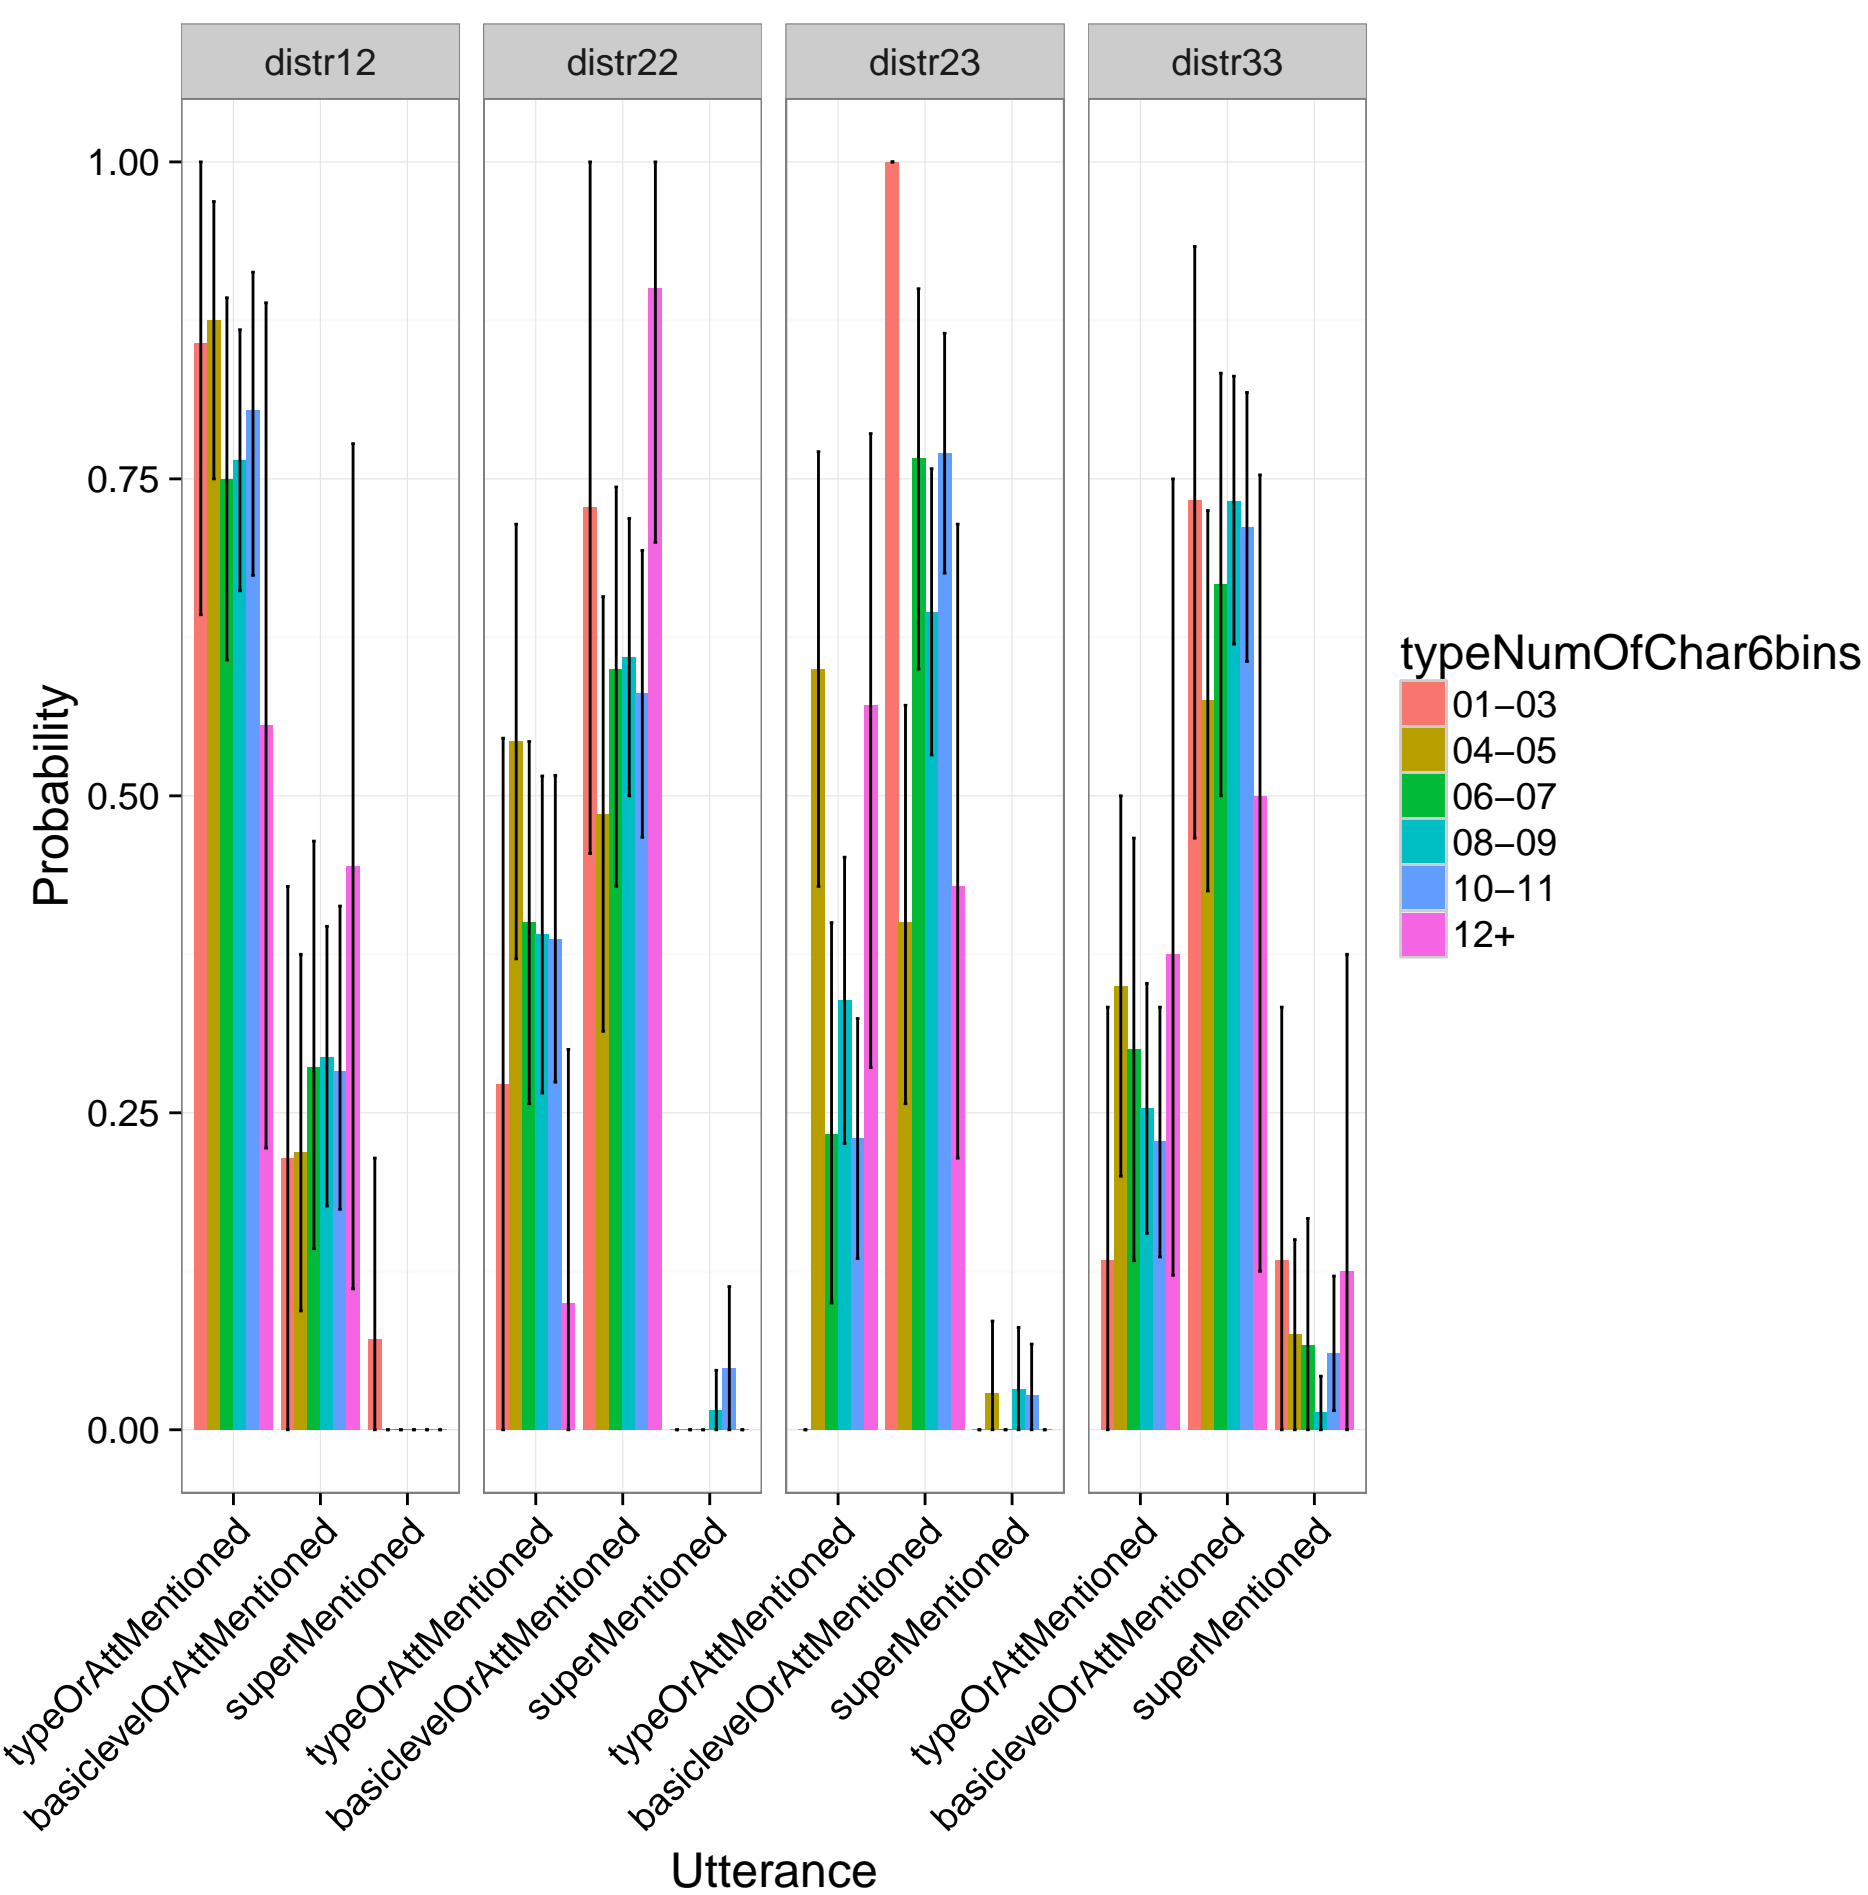 distr12 distr22 distr23 distr33
1.00
0.75
0.50
0.25
0.00
Probability
typeOrAttMentioned
basiclevelOrAttMentioned
superMentioned
typeOrAttMentioned
basiclevelOrAttMentioned
superMentioned
typeOrAttMentioned
basiclevelOrAttMentioned
superMentioned
typeOrAttMentioned
basiclevelOrAttMentioned
superMentioned
Utterance
typeNumOfChar6bins
01–03
04–05
06–07
08–09
10–11
12+